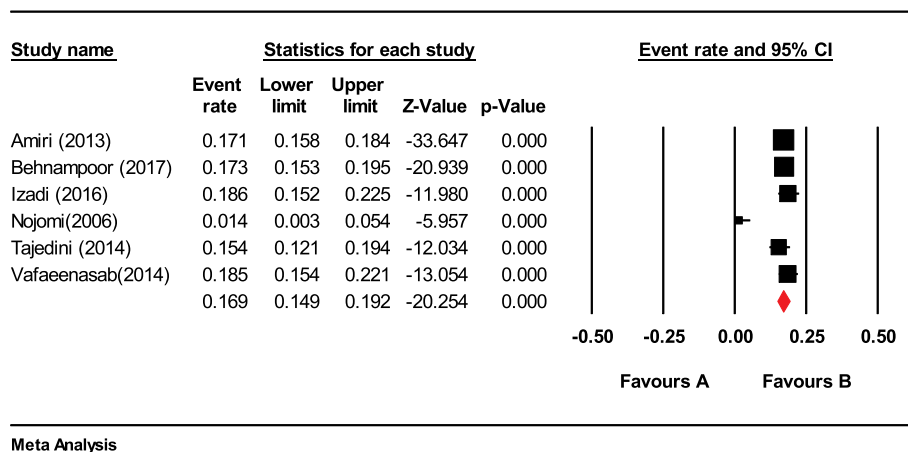 Study name Statistics for each study Event rate and 95% CI
Event Lower Upper
rate limit limit Z-Value p-Value
Amiri (2013) 0.171 0.158 0.184 -33.647 0.000
Behnampoor (2017) 0.173 0.153 0.195 -20.939 0.000
Izadi (2016) 0.186 0.152 0.225 -11.980 0.000
Nojomi(2006) 0.014 0.003 0.054 -5.957 0.000
Tajedini (2014) 0.154 0.121 0.194 -12.034 0.000
Vafaeenasab(2014) 0.185 0.154 0.221 -13.054 0.000
0.169 0.149 0.192 -20.254 0.000
-0.50 -0.25 0.00 0.25 0.50
Favours A Favours B
Meta Analysis